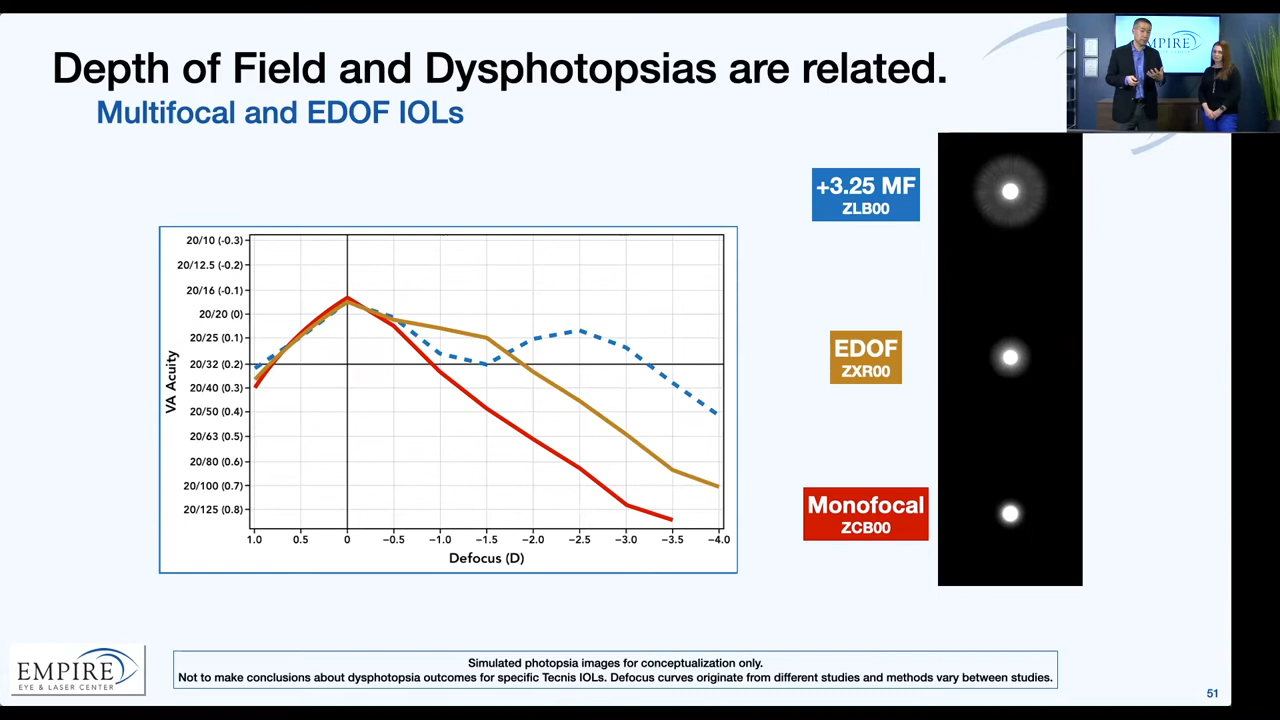 Depth of Field and Dysphotopsias are related.
Multifocal and EDOF IOLs
EMPIRE
+3.25 MF
ZLB00
EDOF
ZXR00
Monofocal
ZCB00
VA Acuity
20/10 (-0.3)
20/12.5 (-0.2)
20/16 (-0.1)
20/20 (0)
20/25 (0.1)
20/32 (0.2)
20/40 (0.3)
20/50 (0.4)
20/63 (0.5)
20/80 (0.6)
20/100 (0.7)
20/125 (0.8)
1.0 0.5 0 −0.5 −1.0 −1.5 −2.0 −2.5 −3.0 −3.5 −4.0
Defocus (D)
EMPIRE
EYE & LASER CENTER
Simulated photopsia images for conceptualization only.
Not to make conclusions about dysphotopsia outcomes for specific Tecnis IOLs. Defocus curves originate from different studies and methods vary between studies.
51